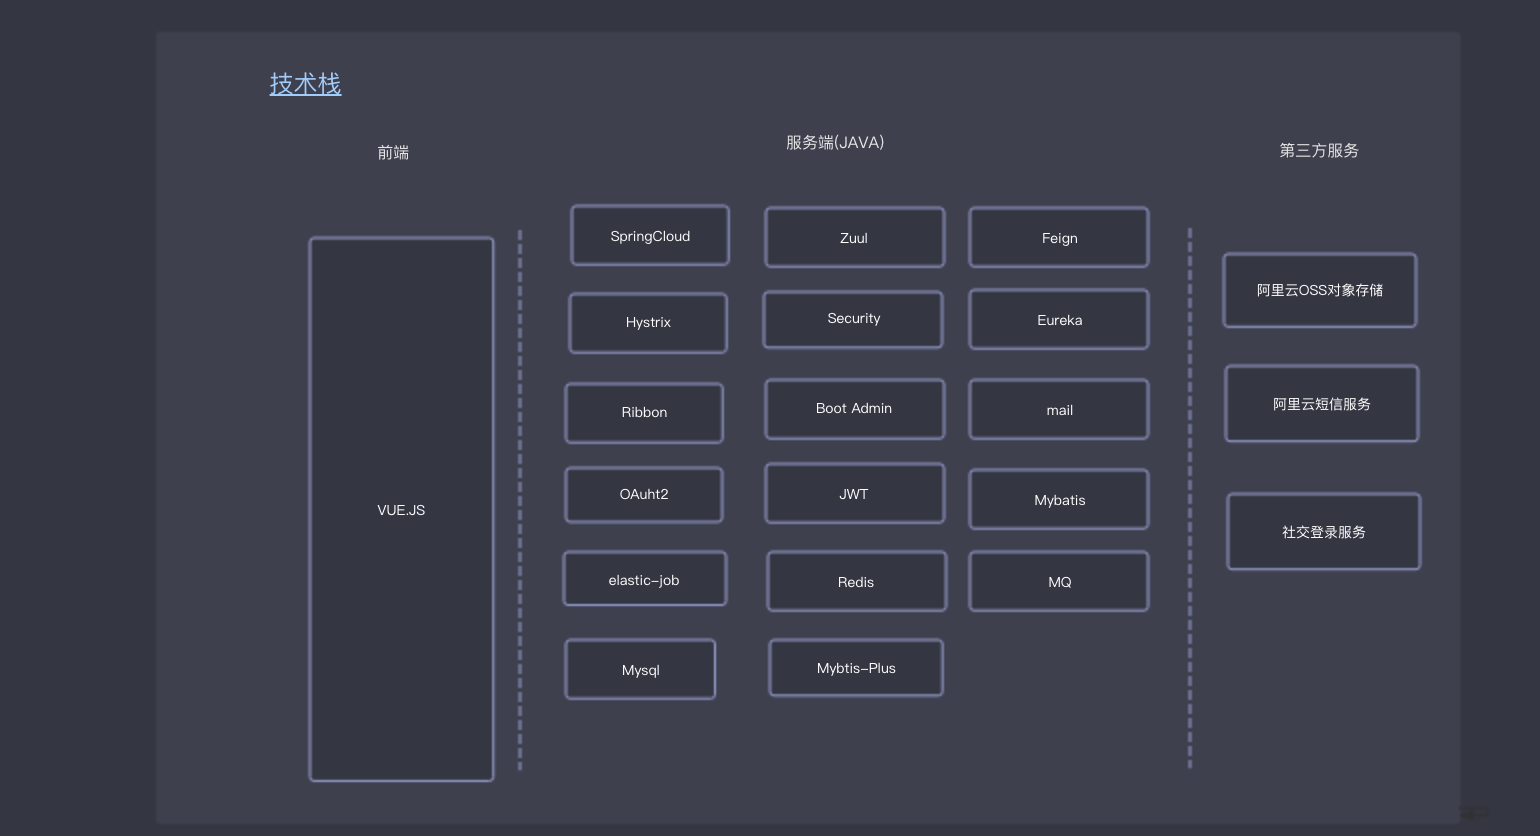 技术栈
前端
服务端(JAVA)
第三方服务
VUE.JS
SpringCloud
Zuul
Feign
Hystrix
Security
Eureka
Ribbon
Boot Admin
mail
OAuht2
JWT
Mybatis
elastic-job
Redis
MQ
Mysql
Mybtis-Plus
阿里云OSS对象存储
阿里云短信服务
社交登录服务